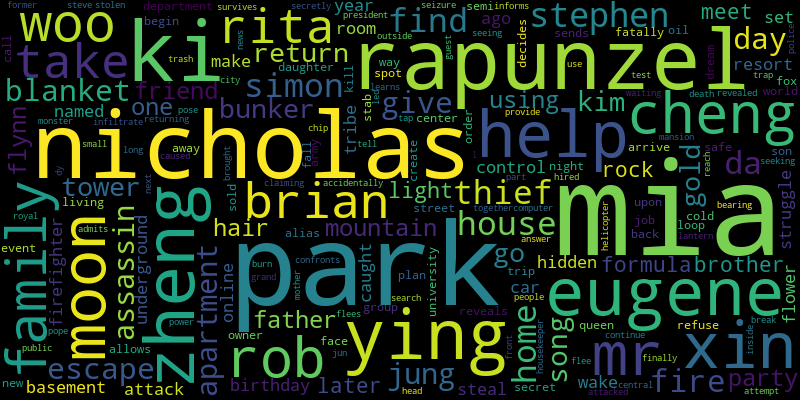 former steve stolen department seizure semi informs president
survives secretly year
begin ago stephen meet set
woo ki rita find
call news outside seeing decides
room sends fatally oil
take trash return rapunzel day
make guest dream
daughter way use
blanket friend simon spot resort
city kill test trap fox
named one bunker give using kim cheng
flynn police
monster pose stab learns death revealed world
infiltrate tribe center waiting
nicholas help
returning chip order mansion
small away tap tell provide arrive night safe son
long fall army create control da seeking
tower caused brought rock gold
family living accidentally light thief part reach struggle
claiming hired
next brian
royal moon zheng sold hair mountain house mia
dy street togethercomputer upon cold
event admits alias answer job loop
underground park go hidden back lantern
assassin burn confronts caught university helicopter bearing
firefighter grand trip formula brother
apartment online mother plan home eugene flower
pope father search car
power group people
public allows owner flees reveals song queen refuse break
escape rob face ying mr xin
jun front housekeeper continue inside
new basement birthday later jung steal flee finally fire party
attack head secret wake central attacked attempt